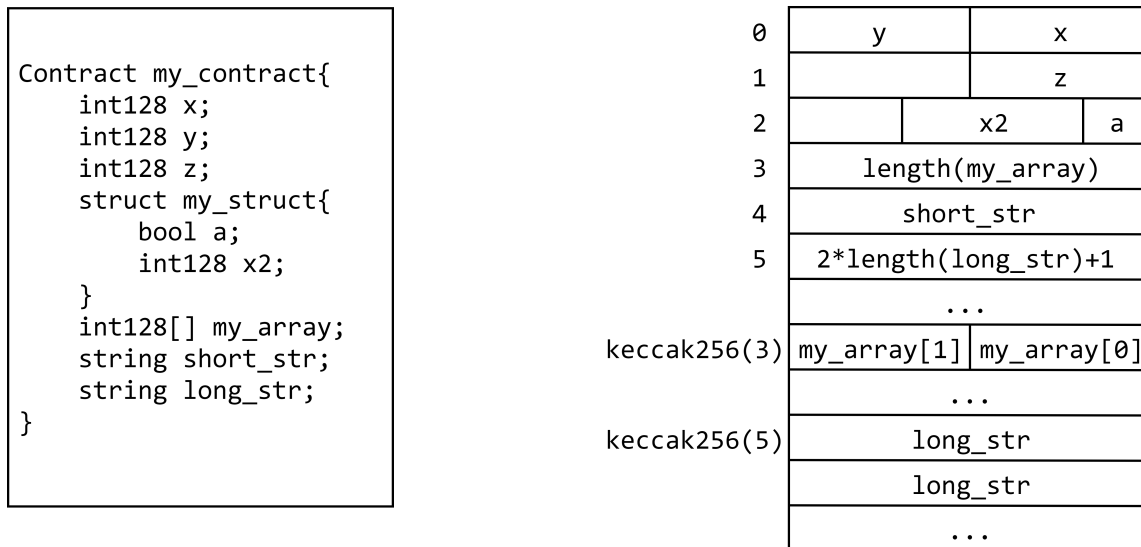 Contract my_contract{
int128 x;
int128 y;
int128 z;
struct my_struct{
bool a;
int128 x2;
}
int128[] my_array;
string short_str;
string long_str;
}
0 y x
1 z
2 x2 a
3 length(my_array)
4 short_str
5 2*length(long_str)+1
...
keccak256(3) my_array[1] my_array[0]
...
keccak256(5) long_str
long_str
...